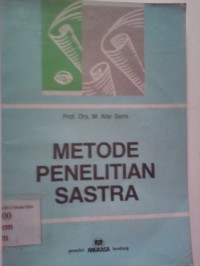 Prof. Drs. M. Atar Semi
METODE
PENELITIAN
SASTRA
penerbit ANGKASA bandung